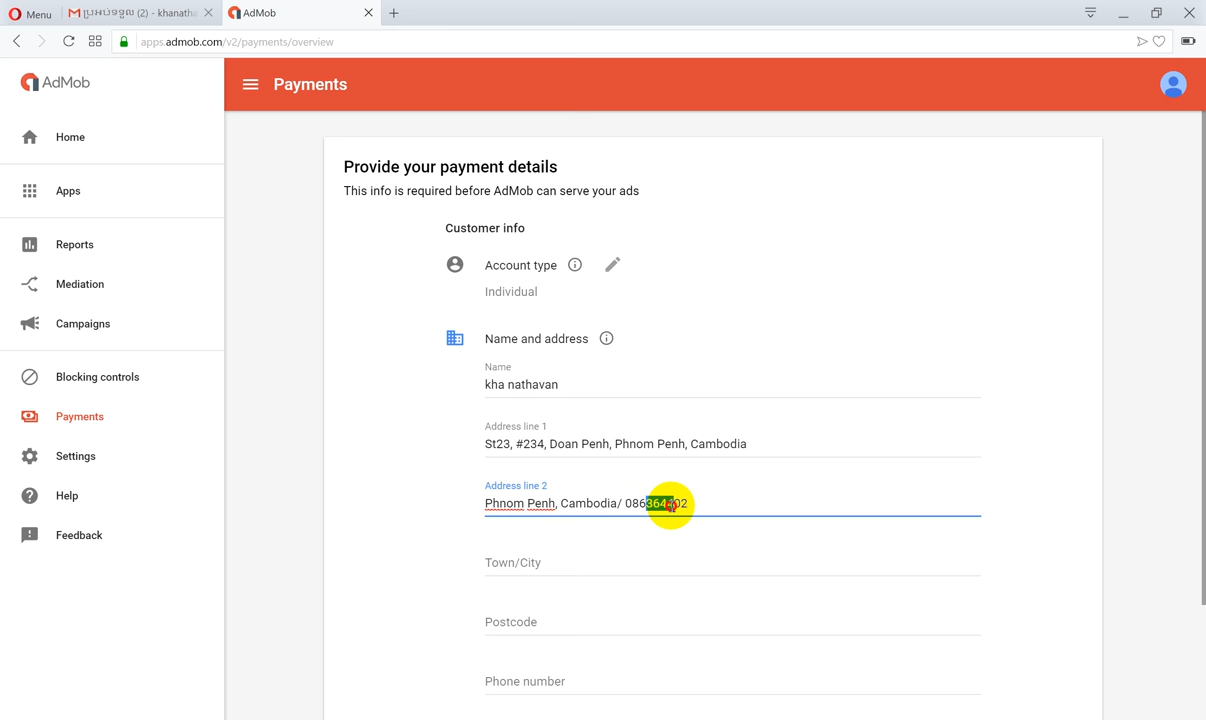 Menu
ប្រអប់ទទួល (2) - khanatha
AdMob
apps.admob.com/v2/payments/overview
AdMob
Payments
Home
Provide your payment details
This info is required before AdMob can serve your ads
Apps
Customer info
Reports
Account type
Individual
Mediation
Campaigns
Name and address
Name
kha nathavan
Blocking controls
Payments
Address line 1
St23, #234, Doan Penh, Phnom Penh, Cambodia
Settings
Address line 2
Phnom Penh, Cambodia/
Help
Feedback
Town/City
Postcode
Phone number